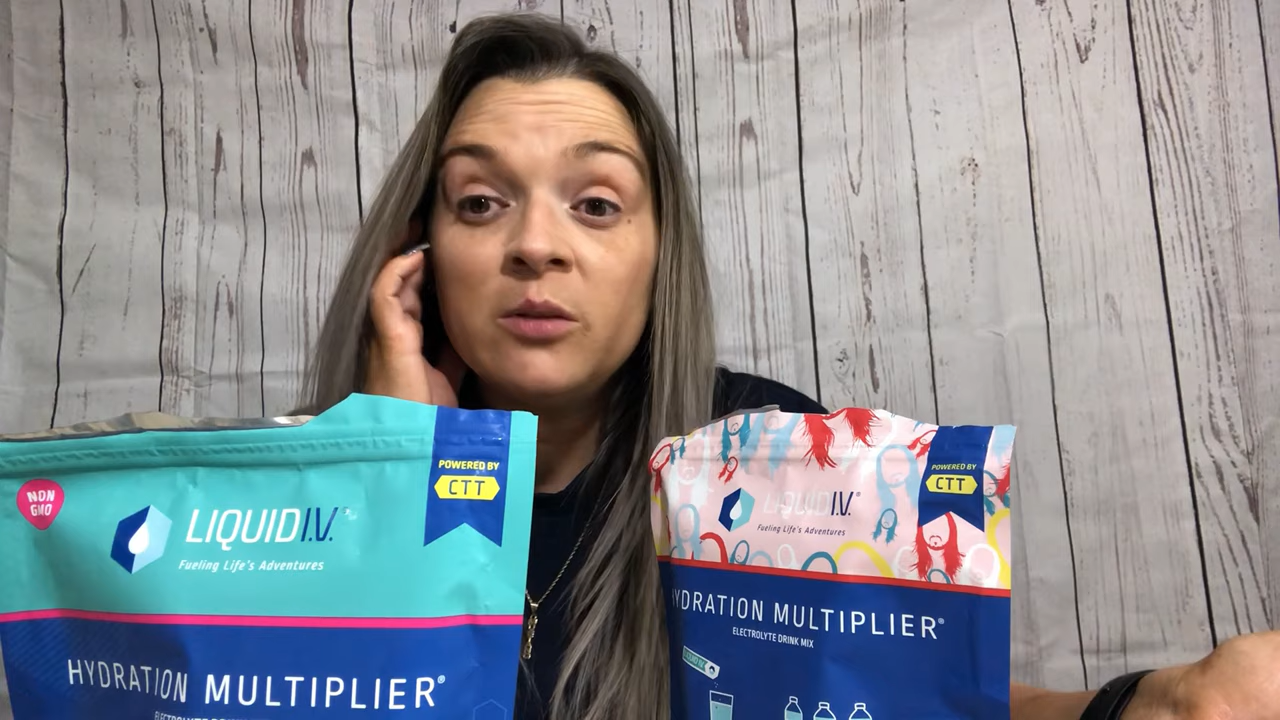 NON
GMO
LIQUID I.V.
Fueling Life's Adventures
POWERED BY
CTT
HYDRATION MULTIPLIER®
LIQUID I.V.®
Fueling Life's Adventures
POWERED BY
CTT
HYDRATION MULTIPLIER®
ELECTROLYTE DRINK MIX